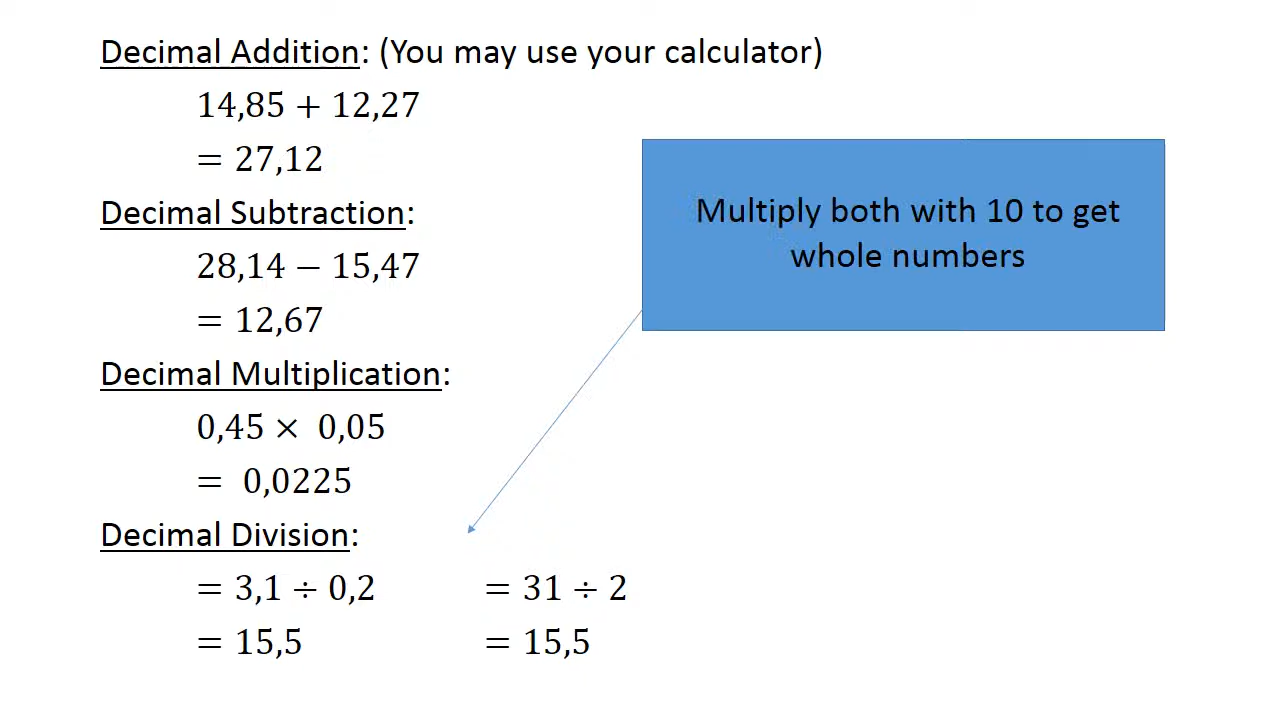 Decimal Addition: (You may use your calculator)
14,85 + 12,27
= 27,12
Decimal Subtraction:
28,14 − 15,47
= 12,67
Decimal Multiplication:
0,45 × 0,05
= 0,0225
Decimal Division:
= 3,1 ÷ 0,2 = 31 ÷ 2
= 15,5 = 15,5
Multiply both with 10 to get
whole numbers